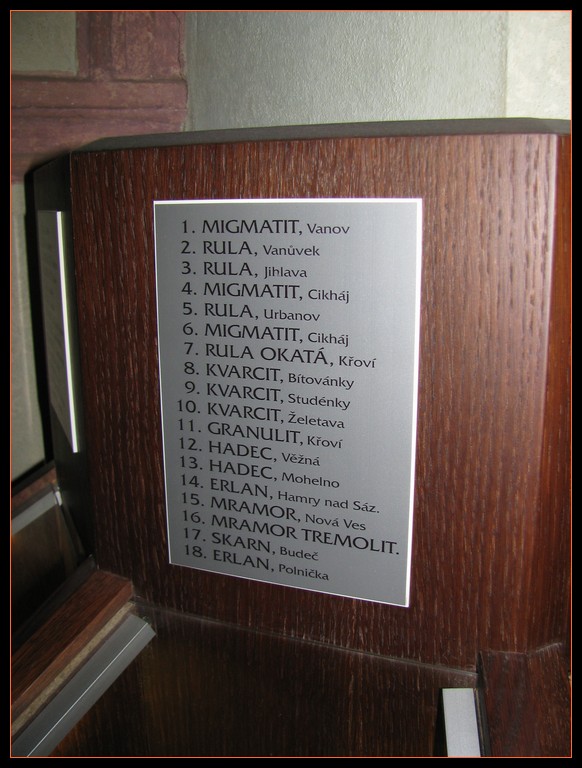 1. MIGMATIT, Vanov
2. RULA, Vanůvek
3. RULA, Jihlava
4. MIGMATIT, Cikháj
5. RULA, Urbanov
6. MIGMATIT, Cikháj
7. RULA OKATÁ, Křoví
8. KVARCIT, Bítovánky
9. KVARCIT, Studénky
10. KVARCIT, Želetava
11. GRANULIT, Křoví
12. HADEC, Věžná
13. HADEC, Mohelno
14. ERLAN, Hamry nad Sáz.
15. MRAMOR, Nová Ves
16. MRAMOR TREMOLIT.
17. SKARN, Budeč
18. ERLAN, Polnička